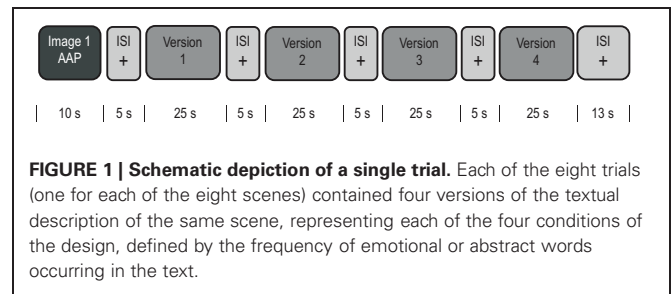 Image 1 ISI Version ISI Version ISI Version ISI Version ISI
AAP + 1 + 2 + 3 + 4 +
| 10 s | 5 s | 25 s | 5 s | 25 s | 5 s | 25 s | 5 s | 25 s | 13 s |
FIGURE 1 | Schematic depiction of a single trial. Each of the eight trials
(one for each of the eight scenes) contained four versions of the textual
description of the same scene, representing each of the four conditions of
the design, defined by the frequency of emotional or abstract words
occurring in the text.